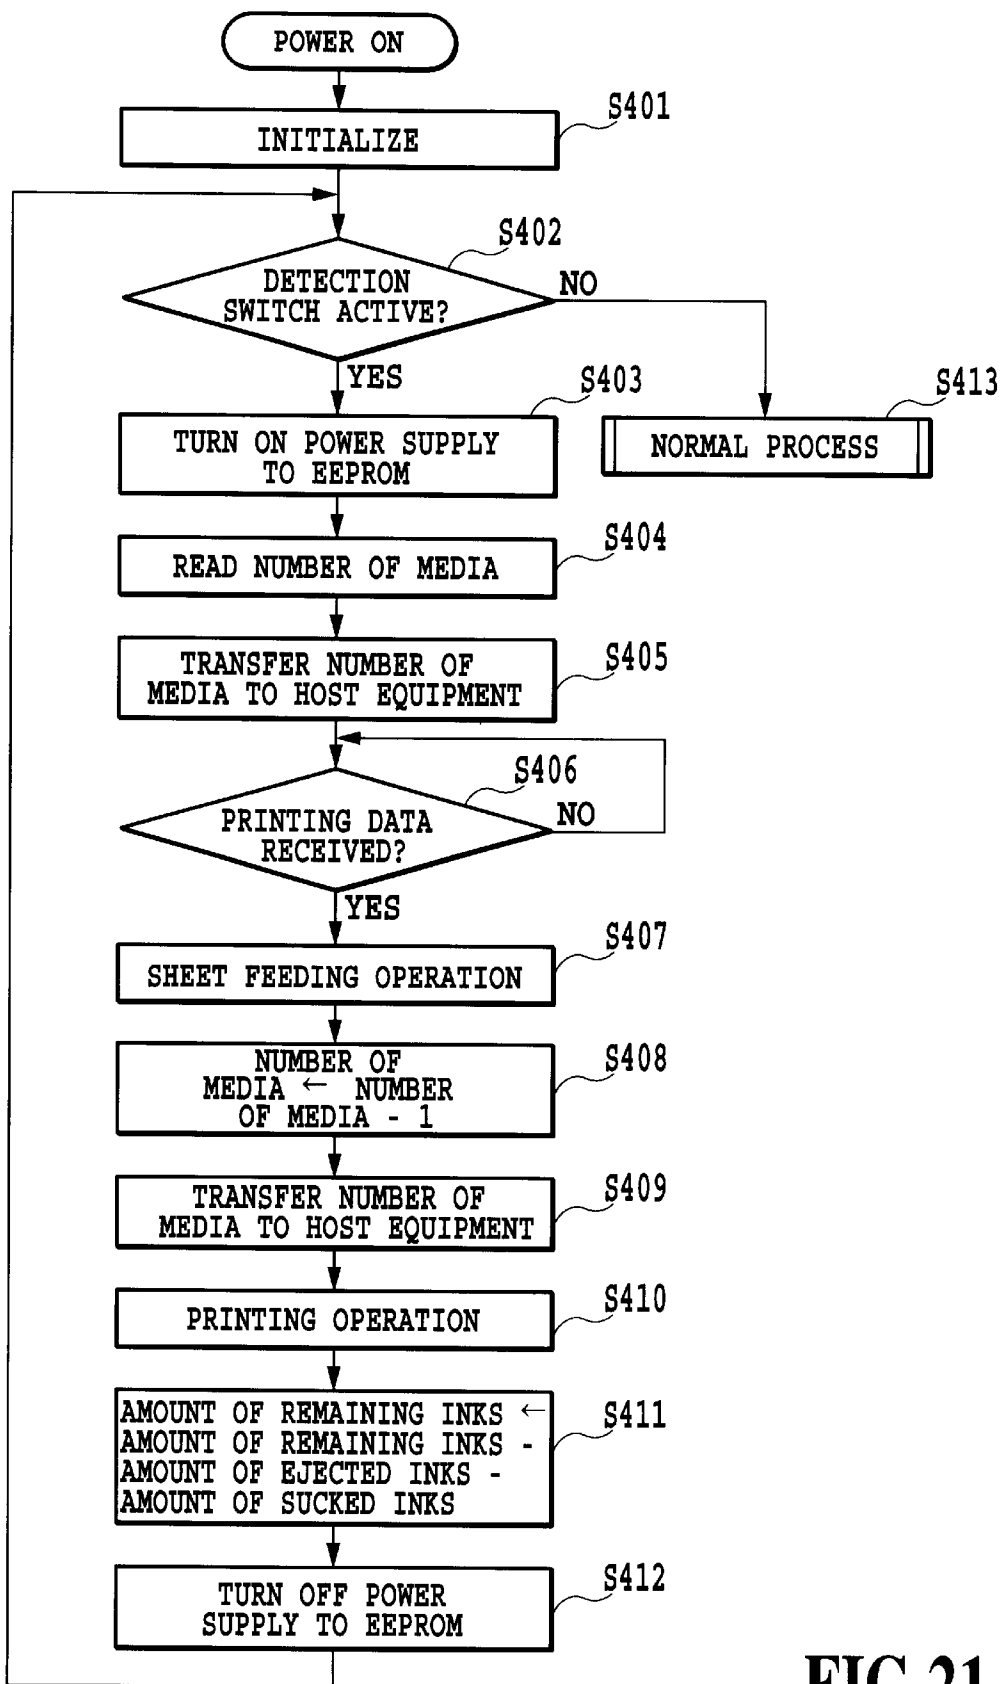 POWER ON
S401
INITIALIZE
S402
DETECTION
SWITCH ACTIVE?
NO
YES
S403
S413
TURN ON POWER SUPPLY
TO EEPROM
NORMAL PROCESS
S404
READ NUMBER OF MEDIA
S405
TRANSFER NUMBER OF
MEDIA TO HOST EQUIPMENT
S406
PRINTING DATA
RECEIVED?
NO
YES
S407
SHEET FEEDING OPERATION
S408
NUMBER OF
MEDIA ← NUMBER
OF MEDIA - 1
S409
TRANSFER NUMBER OF
MEDIA TO HOST EQUIPMENT
S410
PRINTING OPERATION
S411
AMOUNT OF REMAINING INKS ←
AMOUNT OF REMAINING INKS -
AMOUNT OF EJECTED INKS -
AMOUNT OF SUCKED INKS
S412
TURN OFF POWER
SUPPLY TO EEPROM
FIG.21